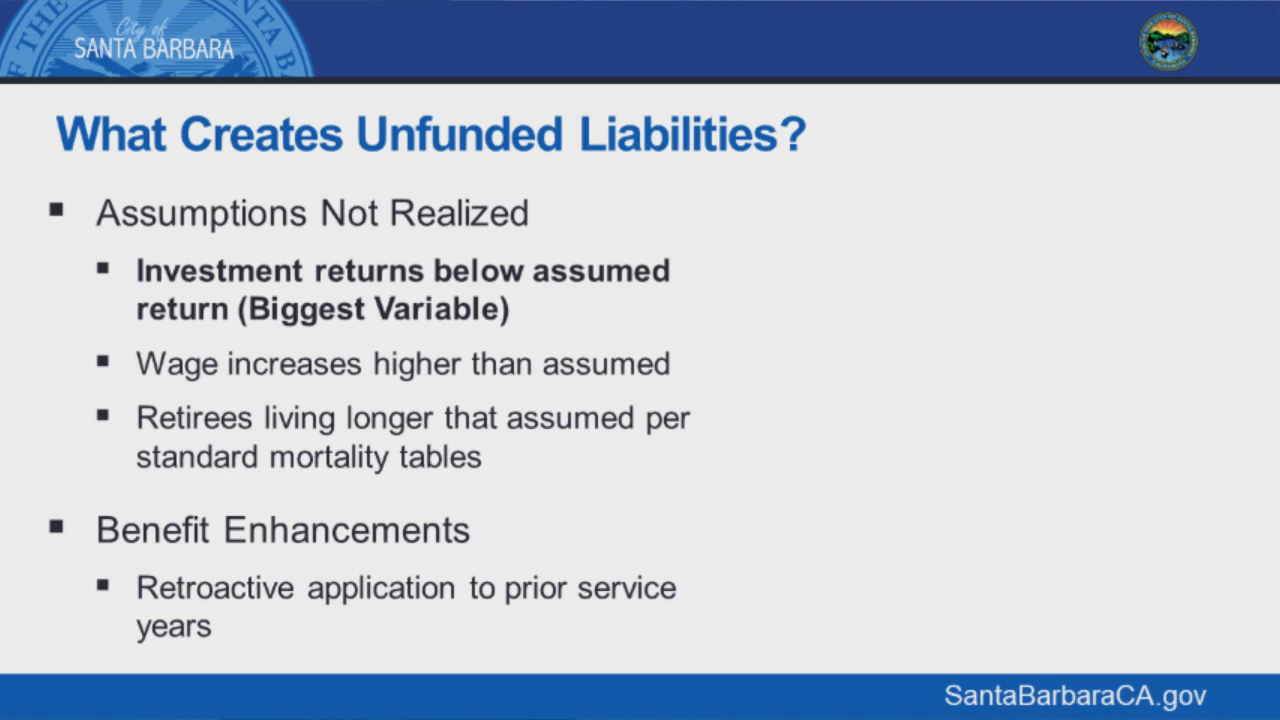 City of
SANTA BARBARA
What Creates Unfunded Liabilities?
▪ Assumptions Not Realized
▪ Investment returns below assumed
return (Biggest Variable)
▪ Wage increases higher than assumed
▪ Retirees living longer that assumed per
standard mortality tables
▪ Benefit Enhancements
▪ Retroactive application to prior service
years
SantaBarbaraCA.gov